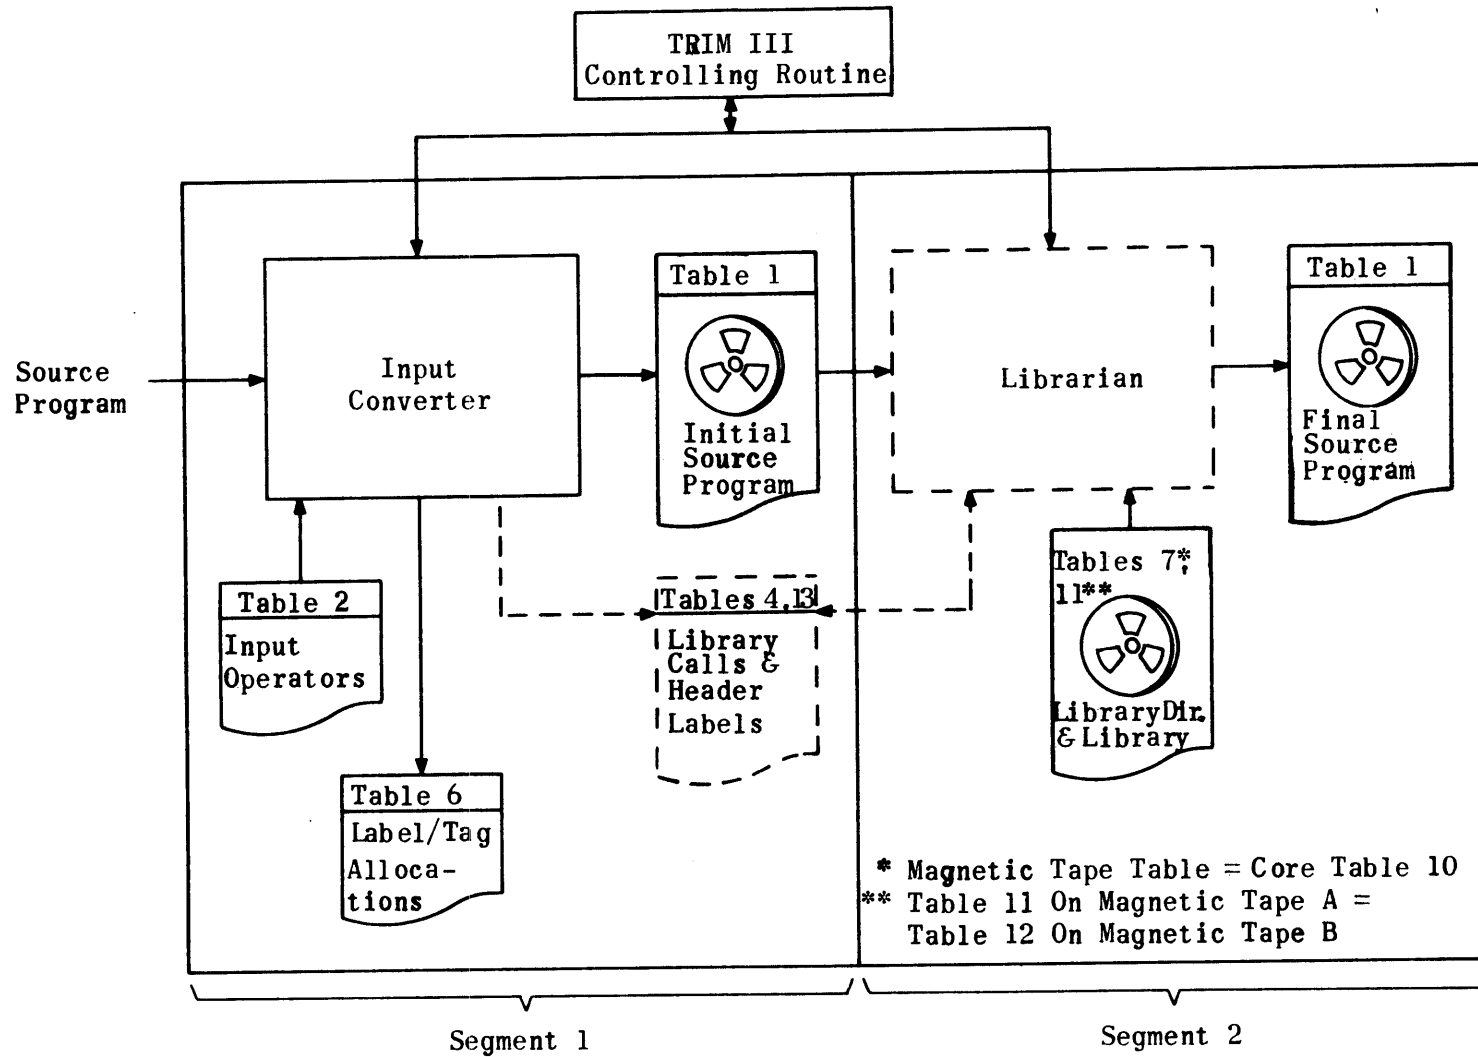 TRIM III
Controlling Routine
Source
Program
Input
Converter
Table 1
Initial
Source
Program
Librarian
Table 1
Final
Source
Program
Table 2
Input
Operators
Tables 4,13
Library
Calls &
Header
Labels
Tables 7*,
11**
Library Dir.
& Library
Table 6
Label/Tag
Alloca-
tions
* Magnetic Tape Table = Core Table 10
** Table 11 On Magnetic Tape A =
Table 12 On Magnetic Tape B
Segment 1
Segment 2